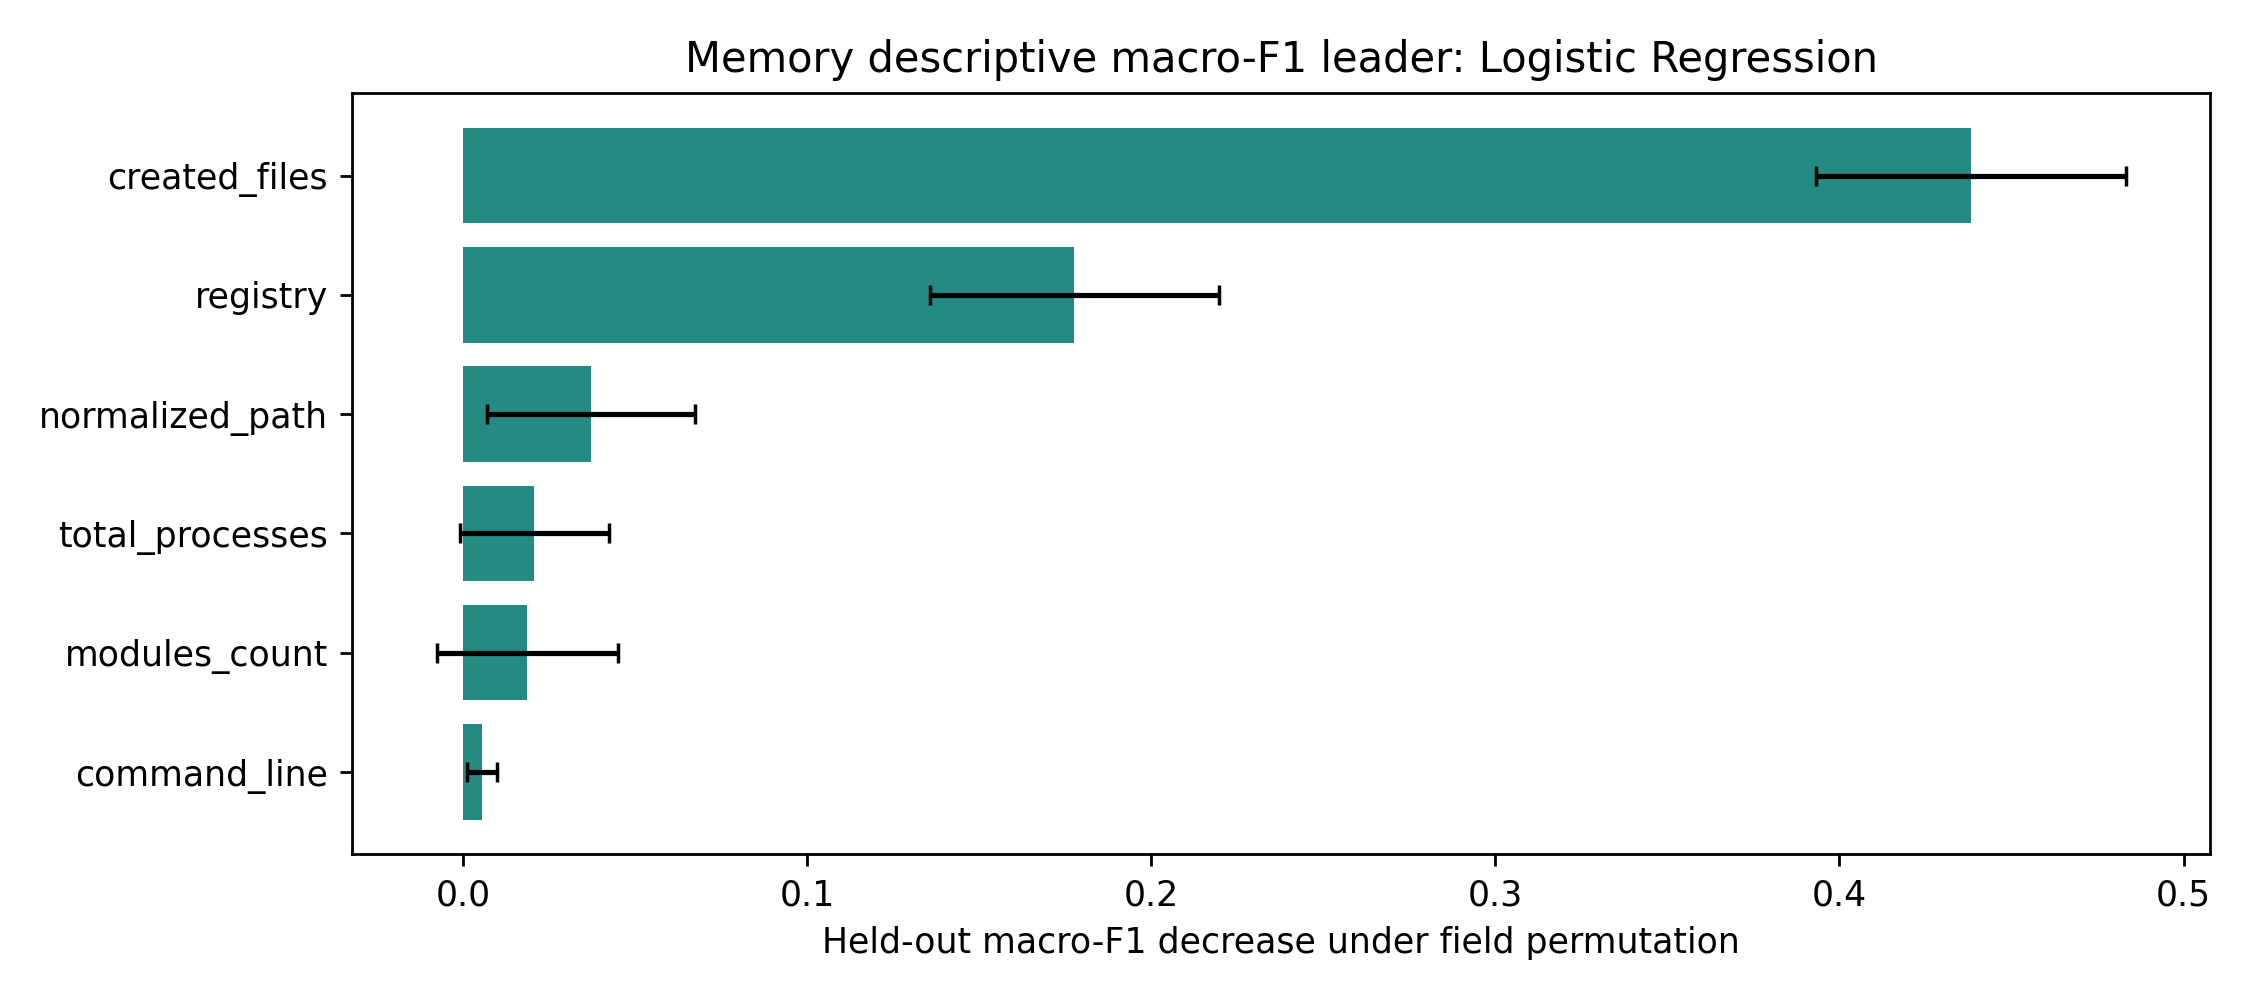 Memory descriptive macro-F1 leader: Logistic Regression
created_files
registry
normalized_path
total_processes
modules_count
command_line
0.0 0.1 0.2 0.3 0.4 0.5
Held-out macro-F1 decrease under field permutation